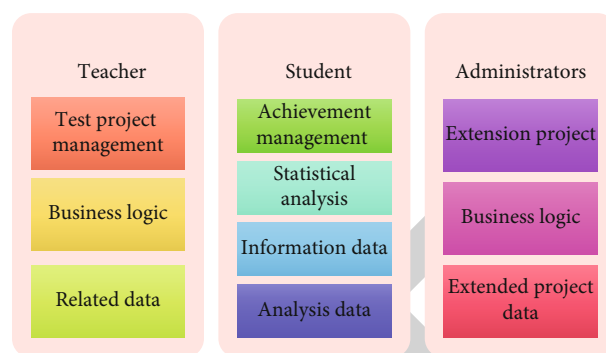 Teacher
Test project
management
Business logic
Related data
Student
Achievement
management
Statistical
analysis
Information data
Analysis data
Administrators
Extension project
Business logic
Extended project
data